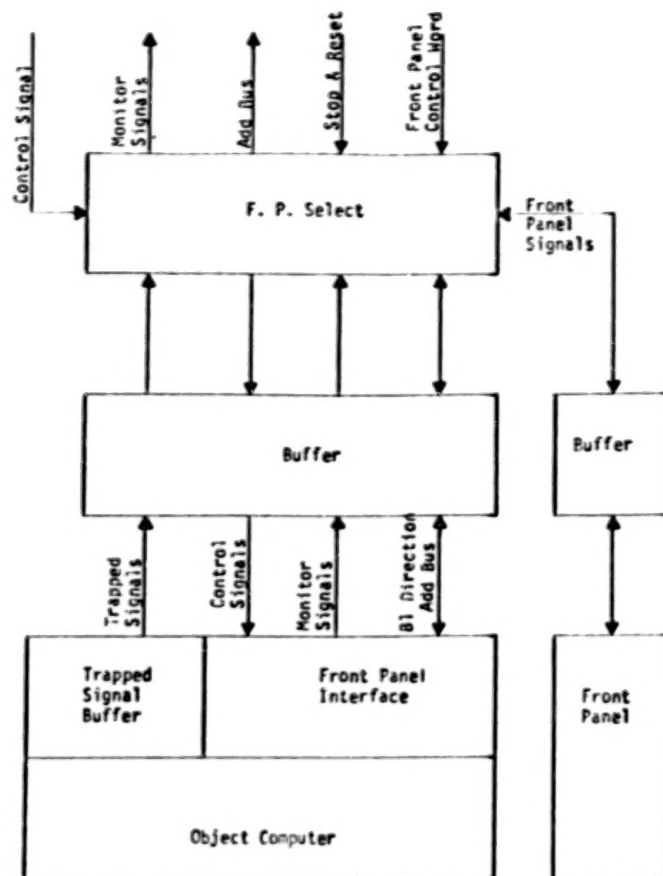 Control Signal
Monitor
Signals
Add Bus
Stop & Reset
Front Panel
Control Word
F. P. Select
Front
Panel
Signals
Buffer
Buffer
Trapped
Signals
Control
Signals
Monitor
Signals
Bl Direction
Add Bus
Trapped
Signal
Buffer
Front Panel
Interface
Front
Panel
Object Computer